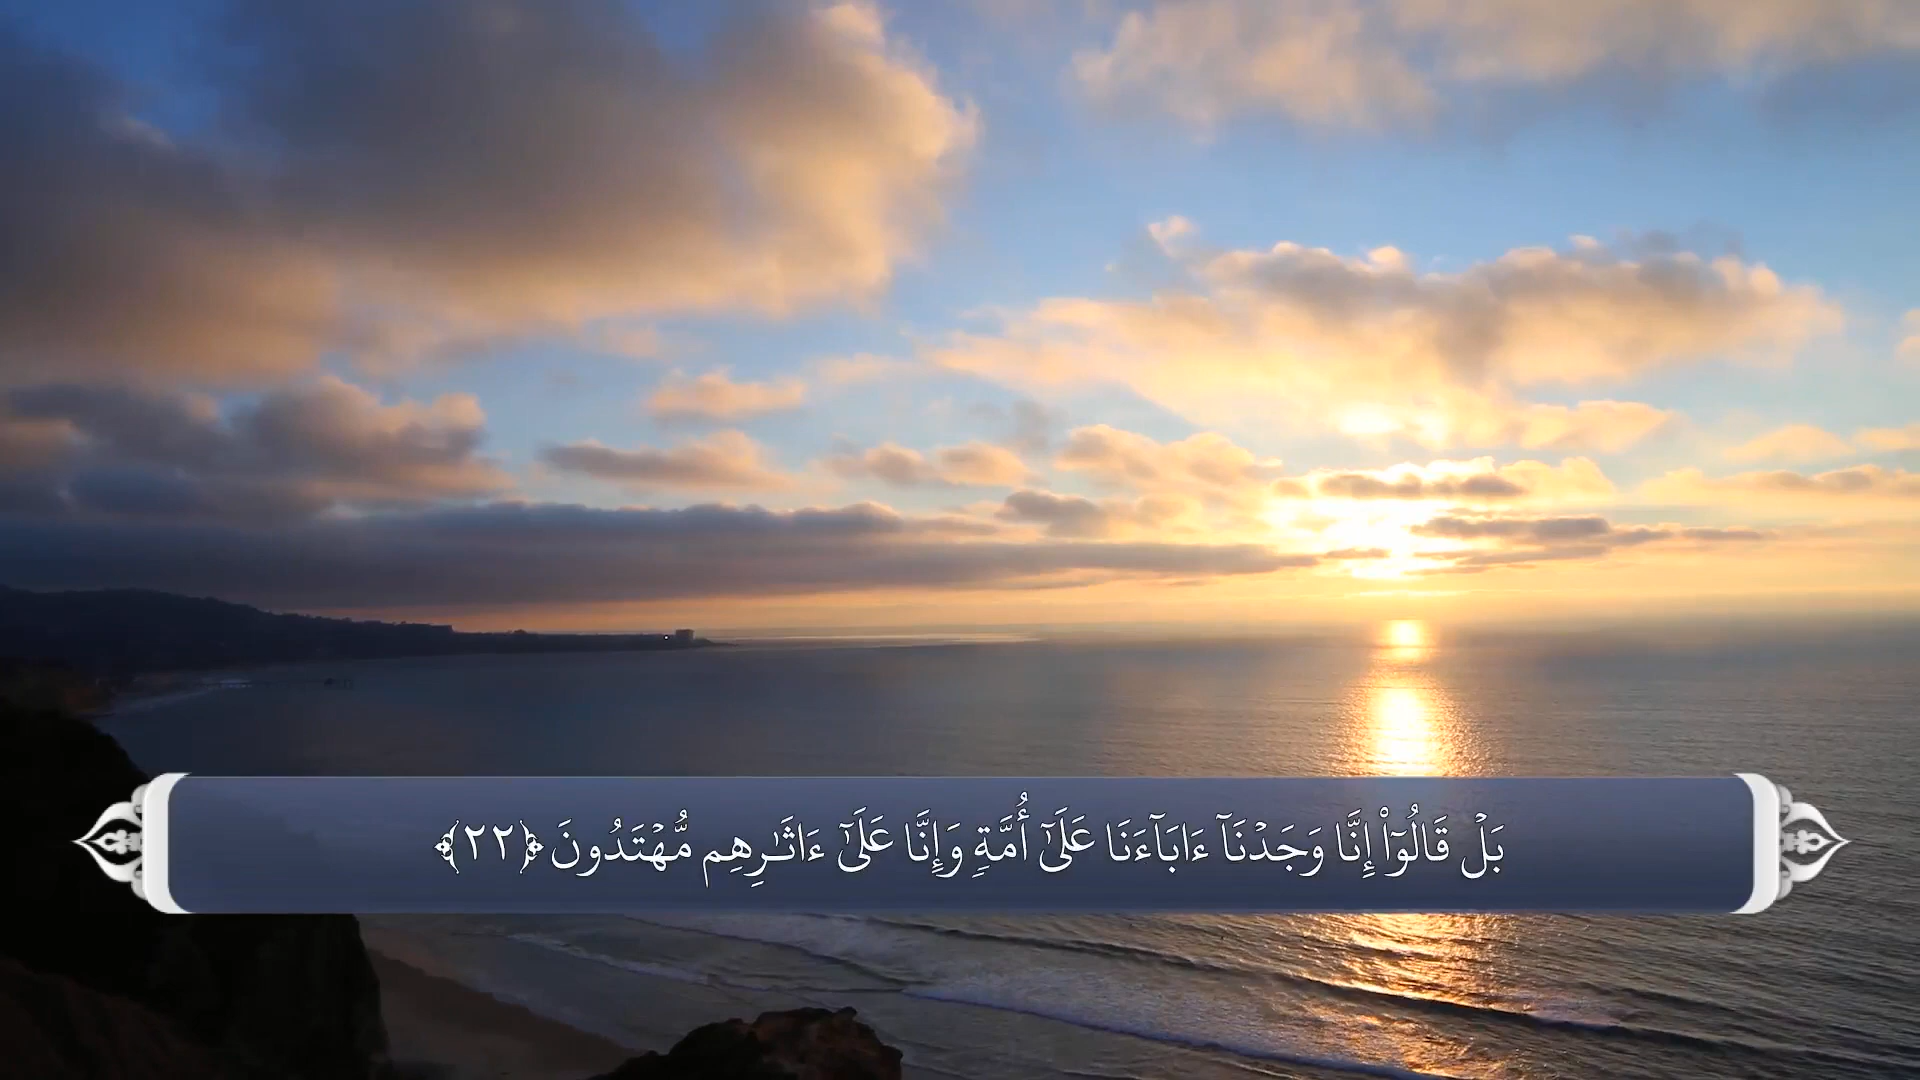 بَلْ قَالُوٓا۟ إِنَّا وَجَدْنَآ ءَابَآءَنَا عَلَىٰٓ أُمَّةٍ وَإِنَّا عَلَىٰٓ ءَاثَـٰرِهِم مُّهْتَدُونَ ﴿٢٢﴾